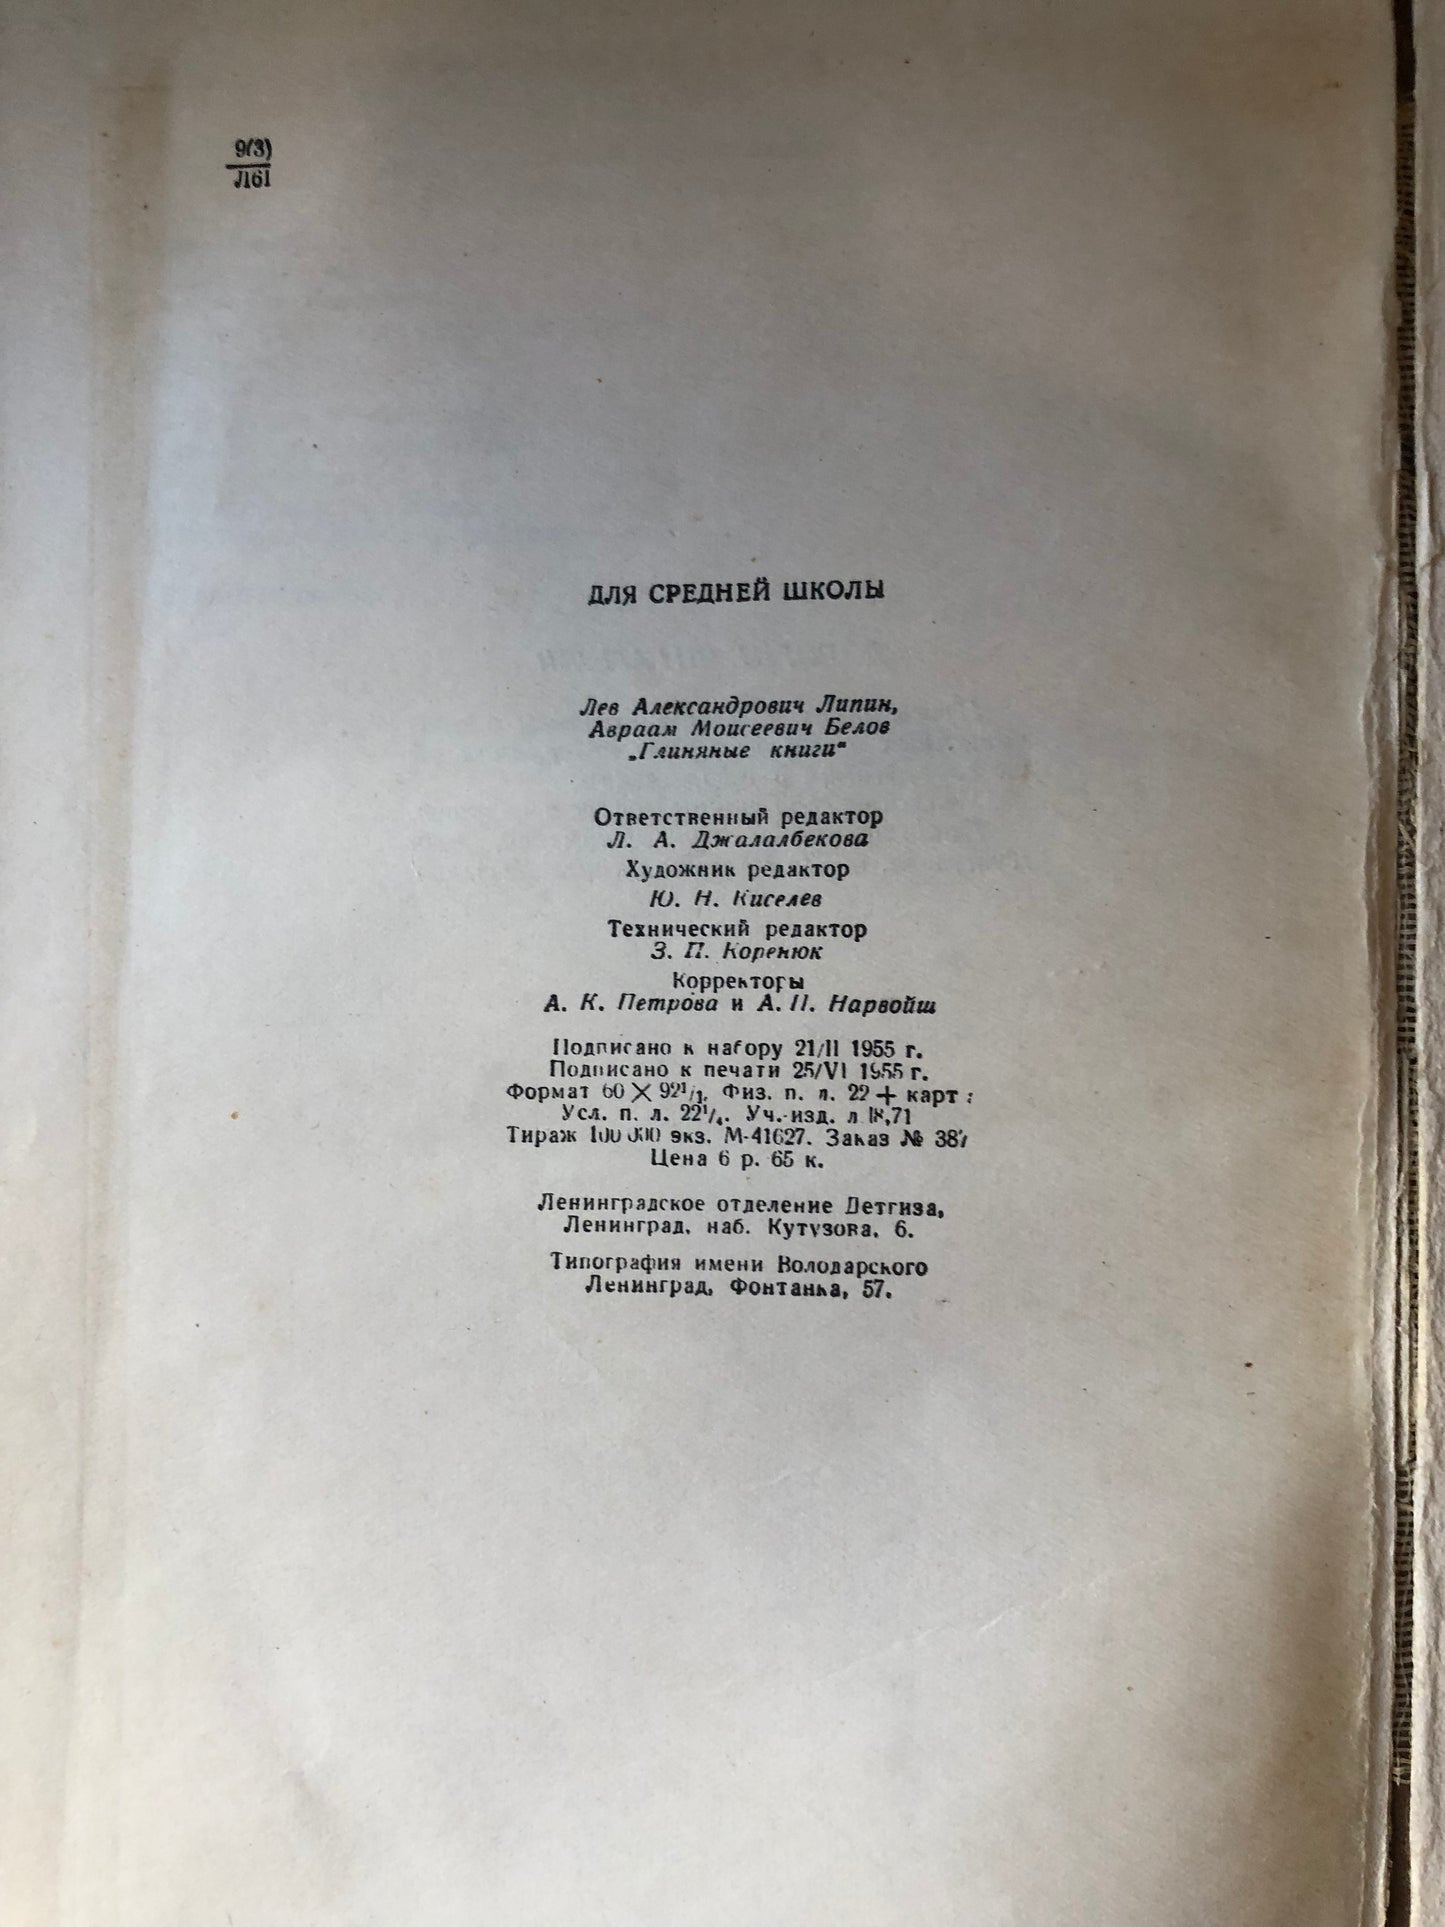 9(3)
Л61
ДЛЯ СРЕДНЕЙ ШКОЛЫ
Лев Александрович Липин,
Авраам Моисеевич Белов
„Глиняные книги“
Ответственный редактор
Л. А. Джалалбекова
Художник редактор
Ю. Н. Киселев
Технический редактор
З. П. Коренюк
Корректоры
А. К. Петрова и А. П. Нарвойш
Подписано к набору 21/II 1955 г.
Подписано к печати 25/VI 1955 г.
Формат 60 × Физ. п. л. 22 + карт
Усл. п. л. 22¹/₄. Уч.-изд. л 18,71
Тираж 100 000 экз. М-41627. Заказ №
Цена 6 р. 65 к.
Ленинградское отделение Детгиза,
Ленинград, наб. Кутузова, 6.
Типография имени Володарского
Ленинград, Фонтанка, 57.